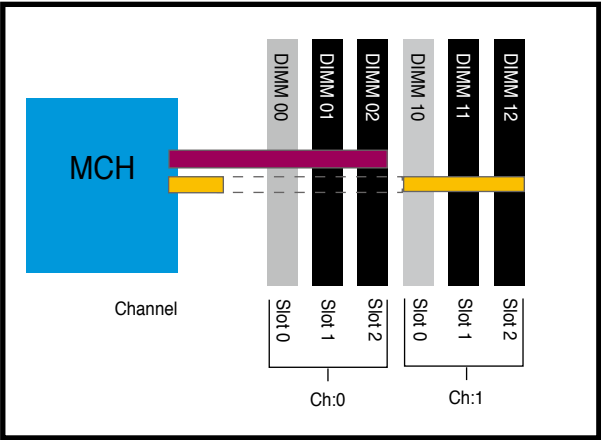 DIMM 00
DIMM 01
DIMM 02
DIMM 10
DIMM 11
DIMM 12
MCH
Channel
Slot 0
Slot 1
Slot 2
Slot 0
Slot 1
Slot 2
Ch:0
Ch:1